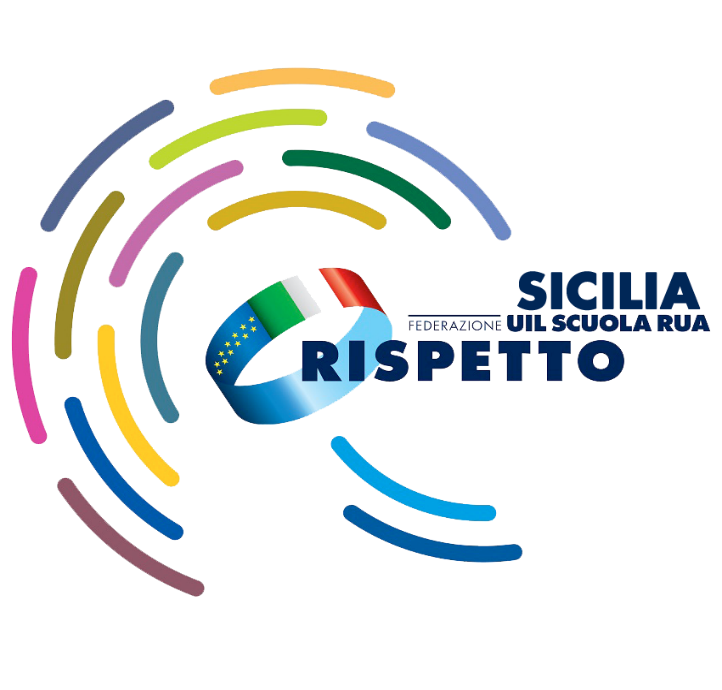 SICILIA
FEDERAZIONE UIL SCUOLA RUA
RISPETTO